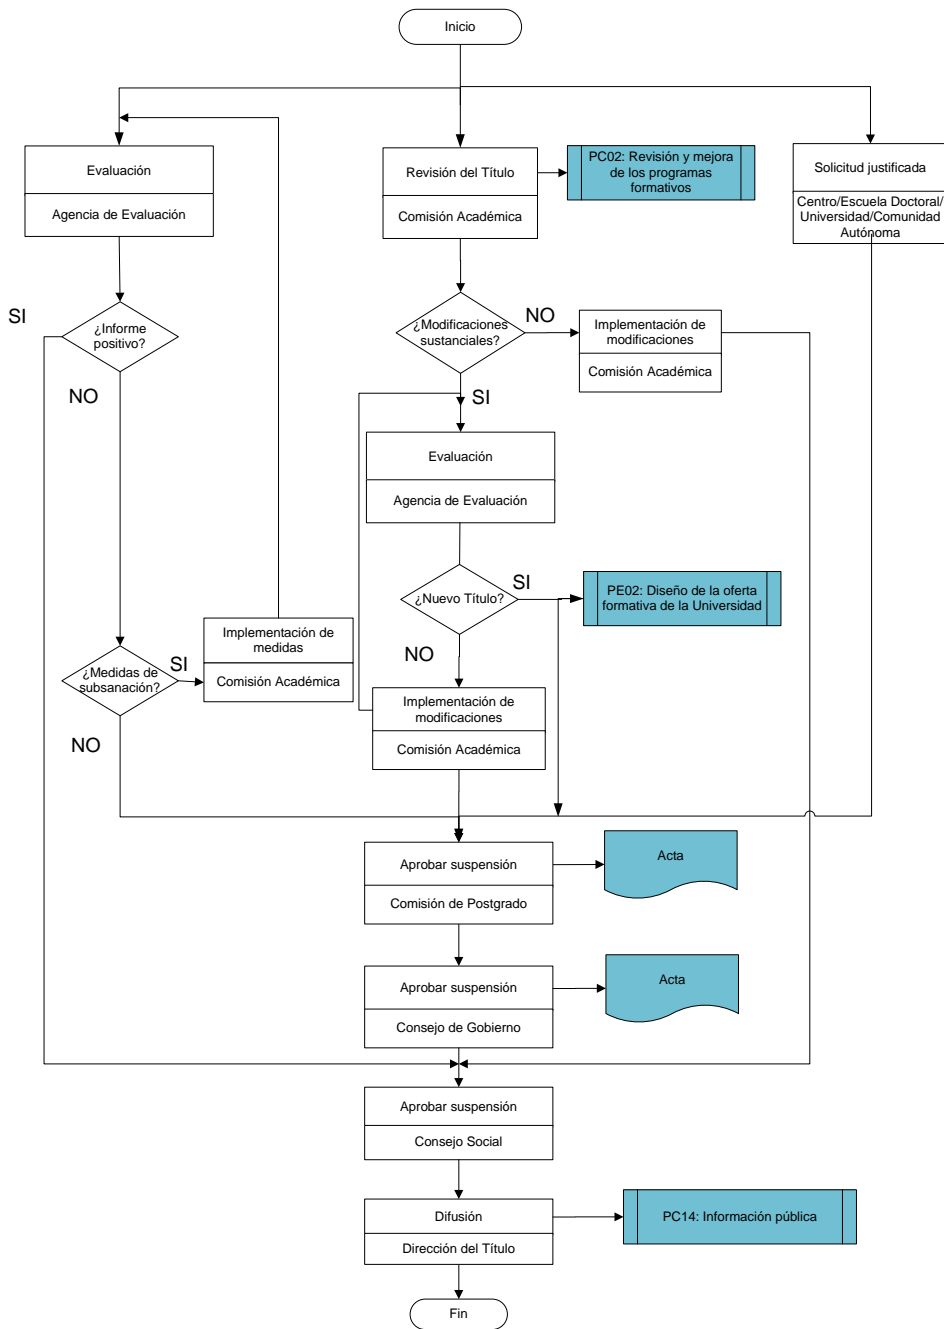 Inicio
Evaluación
Agencia de Evaluación
Revisión del Título
Comisión Académica
PC02: Revisión y mejora
de los programas
formativos
Solicitud justificada
Centro/Escuela Doctoral/
Universidad/Comunidad
Autónoma
SI
¿Informe
positivo?
NO
¿Modificaciones
sustanciales?
NO
Implementación de
modificaciones
Comisión Académica
SI
Evaluación
Agencia de Evaluación
¿Nuevo Título?
SI
PE02: Diseño de la oferta
formativa de la Universidad
NO
Implementación de
medidas
Comisión Académica
¿Medidas de
subsanación?
SI
NO
Implementación de
modificaciones
Comisión Académica
Aprobar suspensión
Comisión de Postgrado
Acta
Aprobar suspensión
Consejo de Gobierno
Acta
Aprobar suspensión
Consejo Social
Difusión
Dirección del Título
PC14: Información pública
Fin